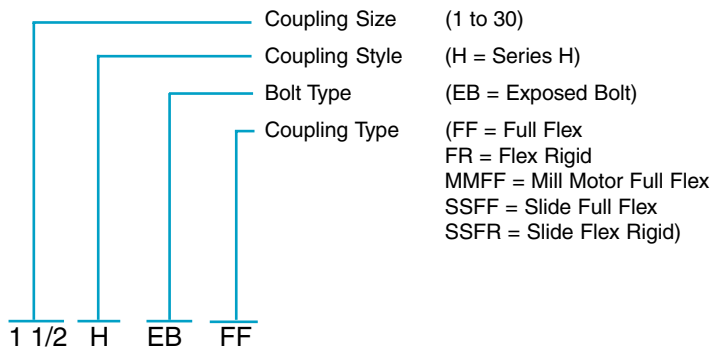 Coupling Size (1 to 30)
Coupling Style (H = Series H)
Bolt Type (EB = Exposed Bolt)
Coupling Type (FF = Full Flex
FR = Flex Rigid
MMFF = Mill Motor Full Flex
SSFF = Slide Full Flex
SSFR = Slide Flex Rigid)
1 1/2 H EB FF